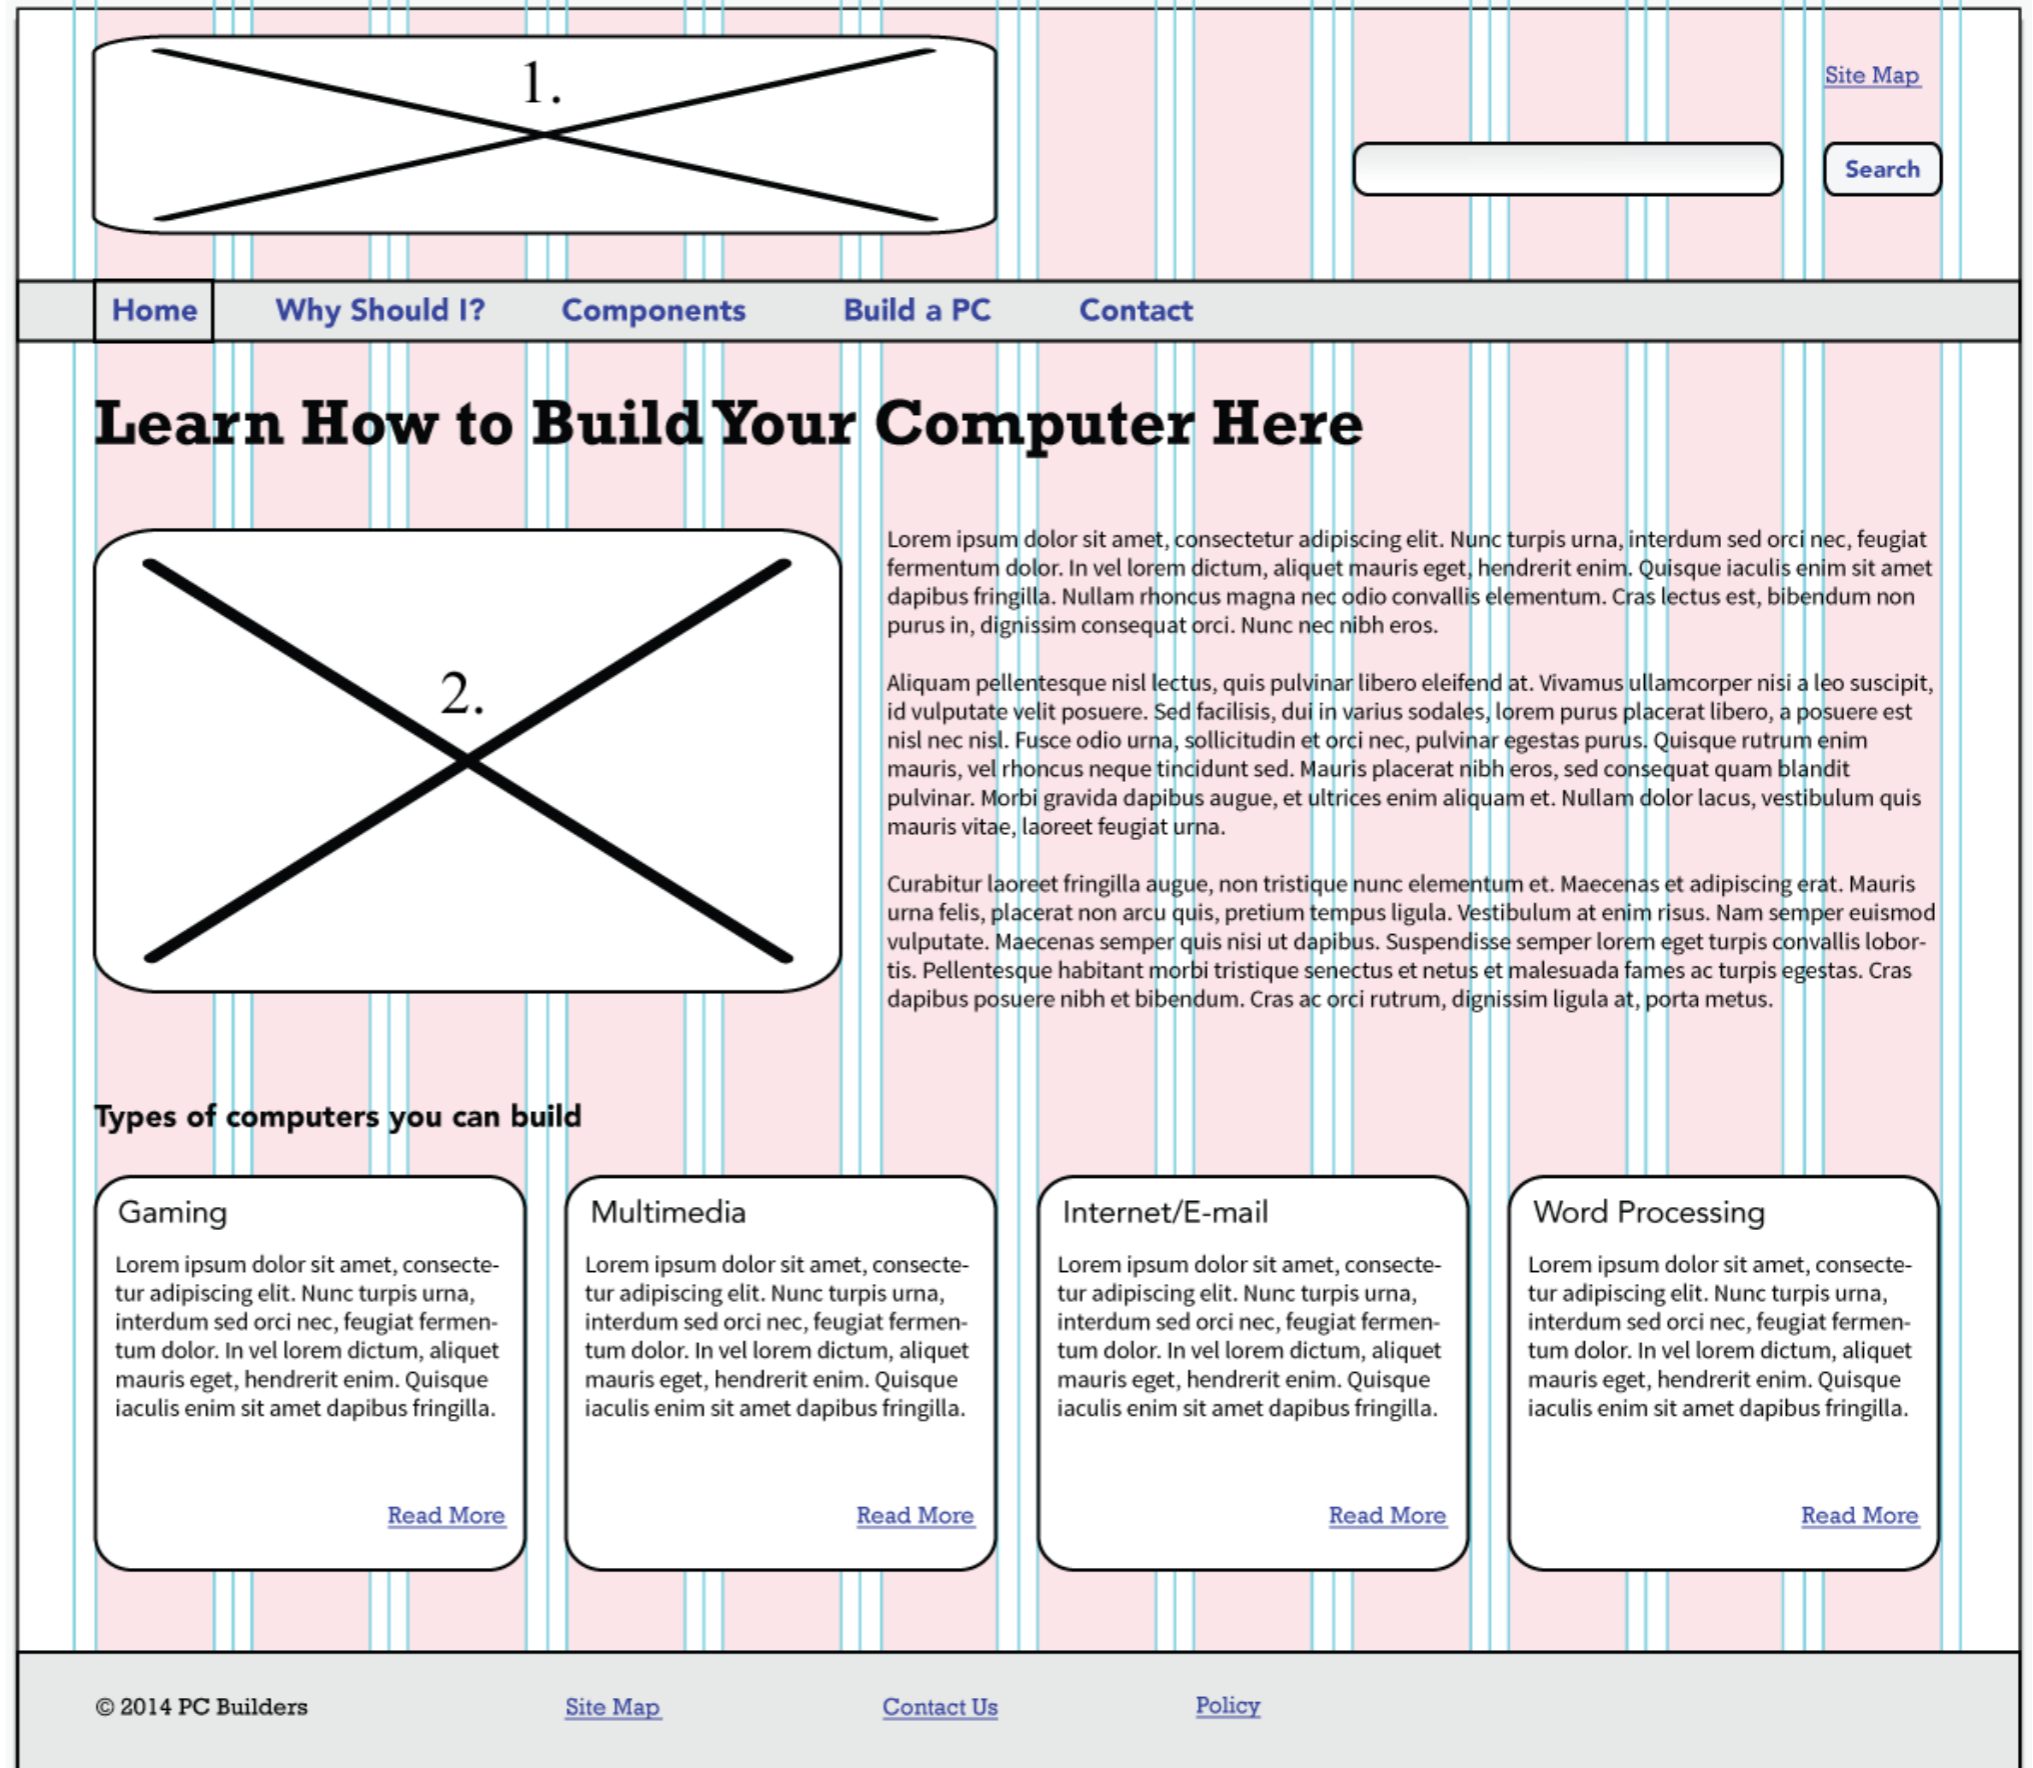 1.
Site Map
Search
Home Why Should I? Components Build a PC Contact
Learn How to Build Your Computer Here
2.
Lorem ipsum dolor sit amet, consectetur adipiscing elit. Nunc turpis urna, interdum sed orci nec, feugiat
fermentum dolor. In vel lorem dictum, aliquet mauris eget, hendrerit enim. Quisque iaculis enim sit amet
dapibus fringilla. Nullam rhoncus magna nec odio convallis elementum. Cras lectus est, bibendum non
purus in, dignissim consequat orci. Nunc nec nibh eros.
Aliquam pellentesque nisl lectus, quis pulvinar libero eleifend at. Vivamus ullamcorper nisi a leo suscipit,
id vulputate velit posuere. Sed facilisis, dui in varius sodales, lorem purus placerat libero, a posuere est
nisl nec nisl. Fusce odio urna, sollicitudin et orci nec, pulvinar egestas purus. Quisque rutrum enim
mauris, vel rhoncus neque tincidunt sed. Mauris placerat nibh eros, sed consequat quam blandit
pulvinar. Morbi gravida dapibus augue, et ultrices enim aliquam et. Nullam dolor lacus, vestibulum quis
mauris vitae, laoreet feugiat urna.
Curabitur laoreet fringilla augue, non tristique nunc elementum et. Maecenas et adipiscing erat. Mauris
urna felis, placerat non arcu quis, pretium tempus ligula. Vestibulum at enim risus. Nam semper euismod
vulputate. Maecenas semper quis nisi ut dapibus. Suspendisse semper lorem eget turpis convallis lobor-
tis. Pellentesque habitant morbi tristique senectus et netus et malesuada fames ac turpis egestas. Cras
dapibus posuere nibh et bibendum. Cras ac orci rutrum, dignissim ligula at, porta metus.
Types of computers you can build
Gaming
Lorem ipsum dolor sit amet, consecte-
tur adipiscing elit. Nunc turpis urna,
interdum sed orci nec, feugiat fermen-
tum dolor. In vel lorem dictum, aliquet
mauris eget, hendrerit enim. Quisque
iaculis enim sit amet dapibus fringilla.
Read More
Multimedia
Lorem ipsum dolor sit amet, consecte-
tur adipiscing elit. Nunc turpis urna,
interdum sed orci nec, feugiat fermen-
tum dolor. In vel lorem dictum, aliquet
mauris eget, hendrerit enim. Quisque
iaculis enim sit amet dapibus fringilla.
Read More
Internet/E-mail
Lorem ipsum dolor sit amet, consecte-
tur adipiscing elit. Nunc turpis urna,
interdum sed orci nec, feugiat fermen-
tum dolor. In vel lorem dictum, aliquet
mauris eget, hendrerit enim. Quisque
iaculis enim sit amet dapibus fringilla.
Read More
Word Processing
Lorem ipsum dolor sit amet, consecte-
tur adipiscing elit. Nunc turpis urna,
interdum sed orci nec, feugiat fermen-
tum dolor. In vel lorem dictum, aliquet
mauris eget, hendrerit enim. Quisque
iaculis enim sit amet dapibus fringilla.
Read More
© 2014 PC Builders Site Map Contact Us Policy